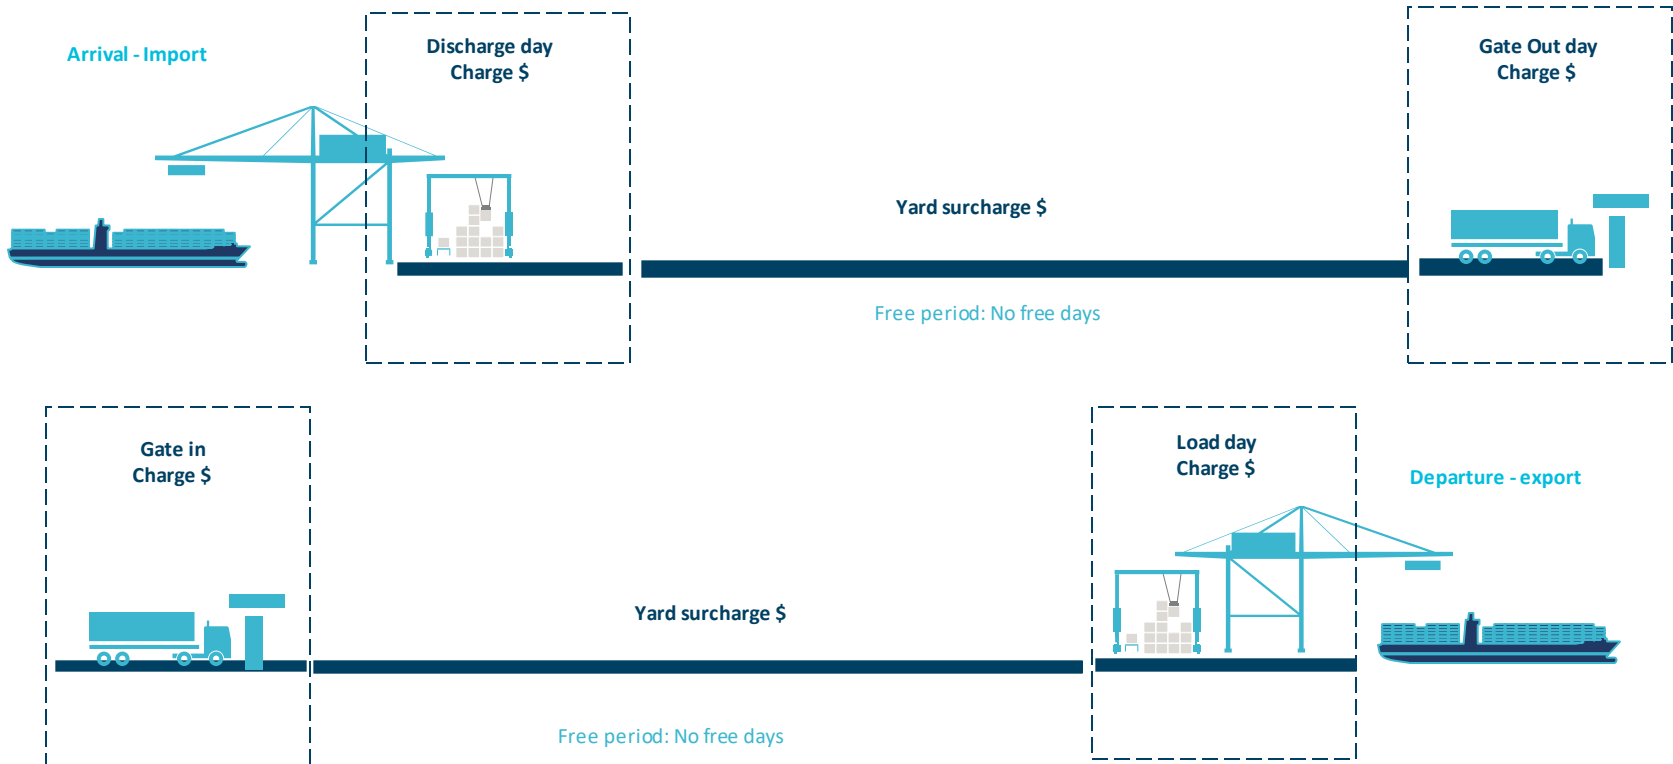 Arrival - Import
Discharge day
Charge $
Gate Out day
Charge $
Yard surcharge $
Free period: No free days
Gate in
Charge $
Load day
Charge $
Departure - export
Yard surcharge $
Free period: No free days